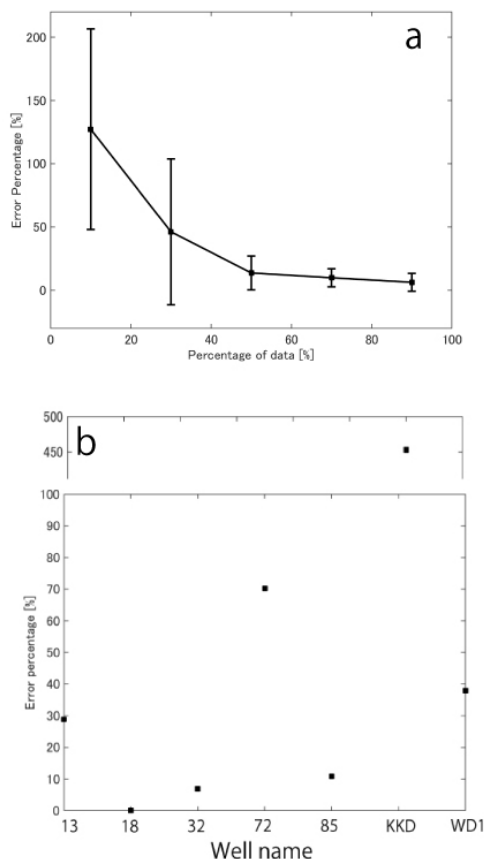 a
200
150
100
50
0
Error Percentage [%]
0 20 40 60 80 100
Percentage of data [%]
b
500
450
100
90
80
70
60
50
40
30
20
10
0
Error percentage [%]
13 18 32 72 85 KKD WD1
Well name